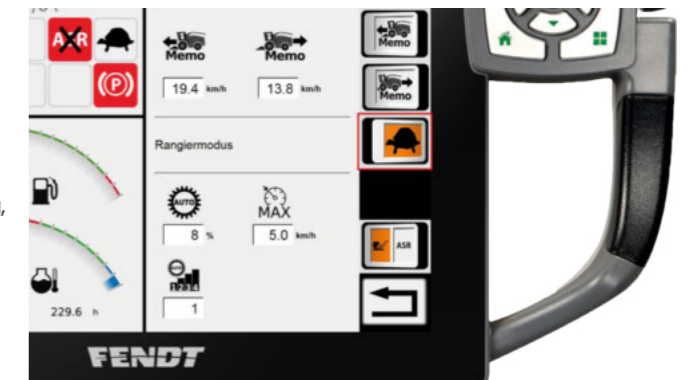 ASR
(P)
Memo
Memo
19.4 km/h
13.8 km/h
Memo
Memo
Rangiermodus
AUTO
MAX
8 %
5.0 km/h
ASR
1234
1
229.6 h
FENDT